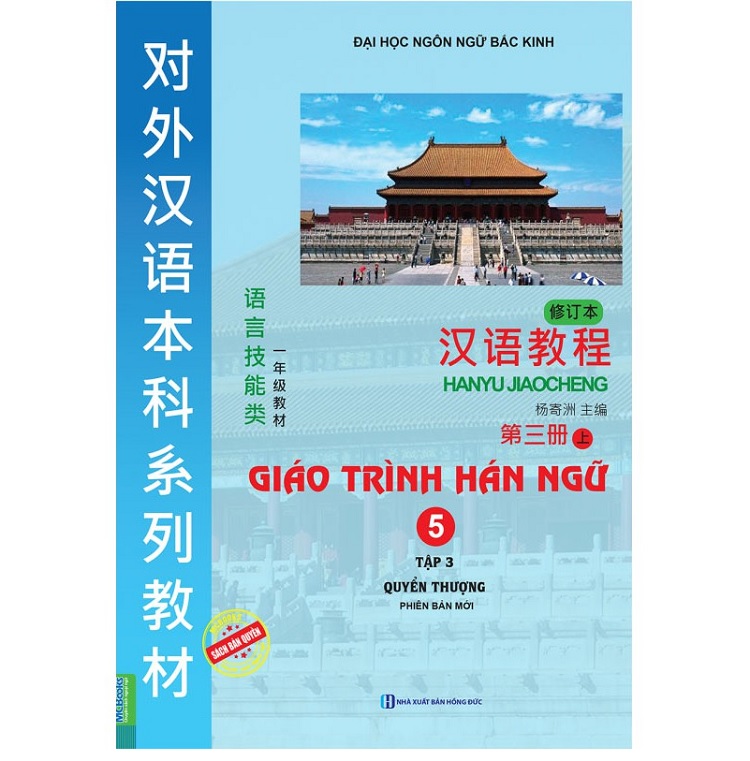 对外汉语本科系列教材
ĐẠI HỌC NGÔN NGỮ BẮC KINH
语言技能类
一年级教材
修订本
汉语教程
HANYU JIAOCHENG
杨寄洲 主编
第三册 上
GIÁO TRÌNH HÁN NGỮ
5
TẬP 3
QUYỂN THƯỢNG
PHIÊN BẢN MỚI
SÁCH BẢN QUYỀN
MCBooks
NHÀ XUẤT BẢN HỒNG ĐỨC